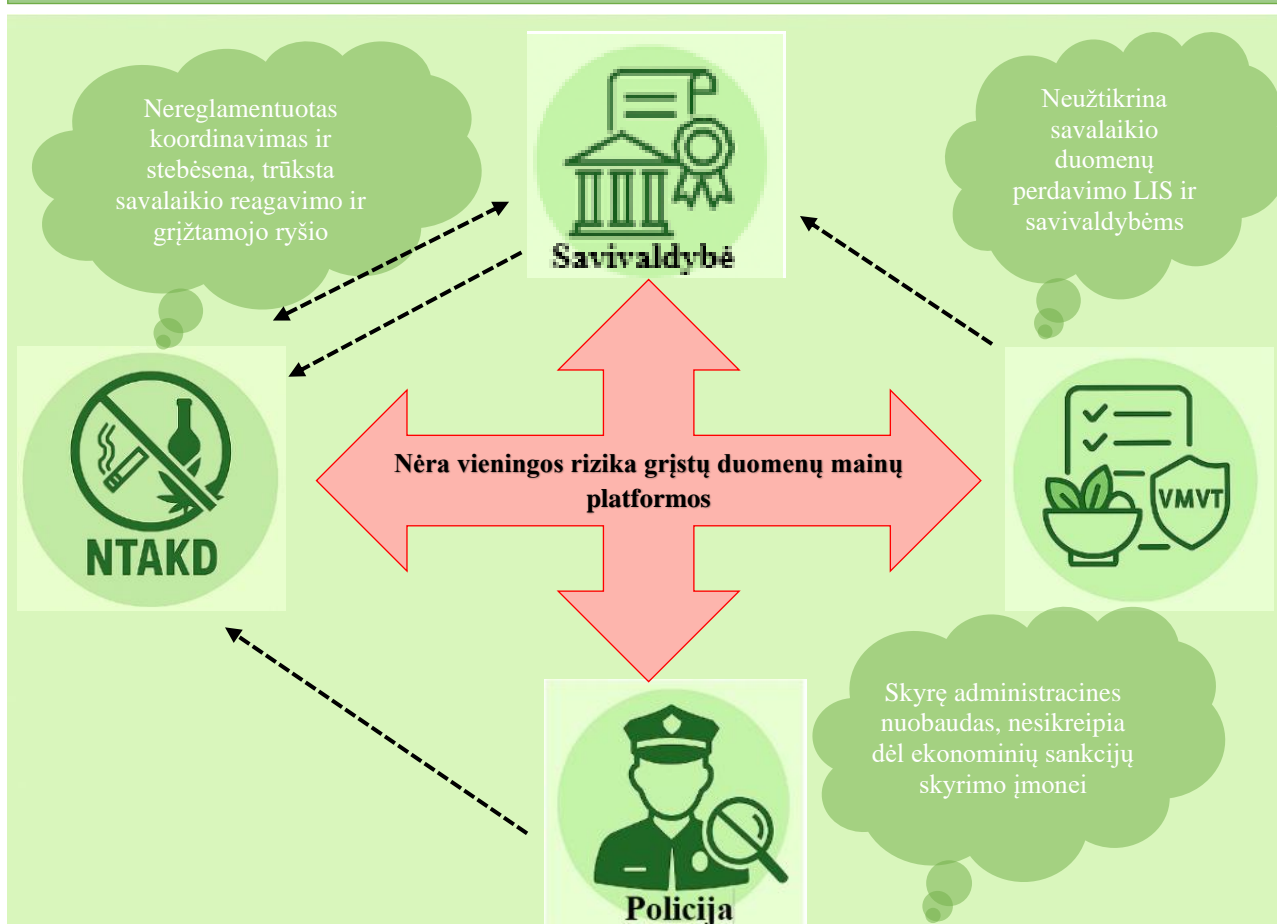 Nereglamentuotas
koordinavimas ir
stebėsena, trūksta
savalaikio reagavimo ir
grįžtamojo ryšio
Savivaldybė
Neužtikrina
savalaikio
duomenų
perdavimo LIS ir
savivaldybėms
NTAKD
Nėra vieningos rizika grįstų duomenų mainų
platformos
VMVT
Skyrę administracines
nuobaudas, nesikreipia
dėl ekonominių sankcijų
skyrimo įmonei
Policija